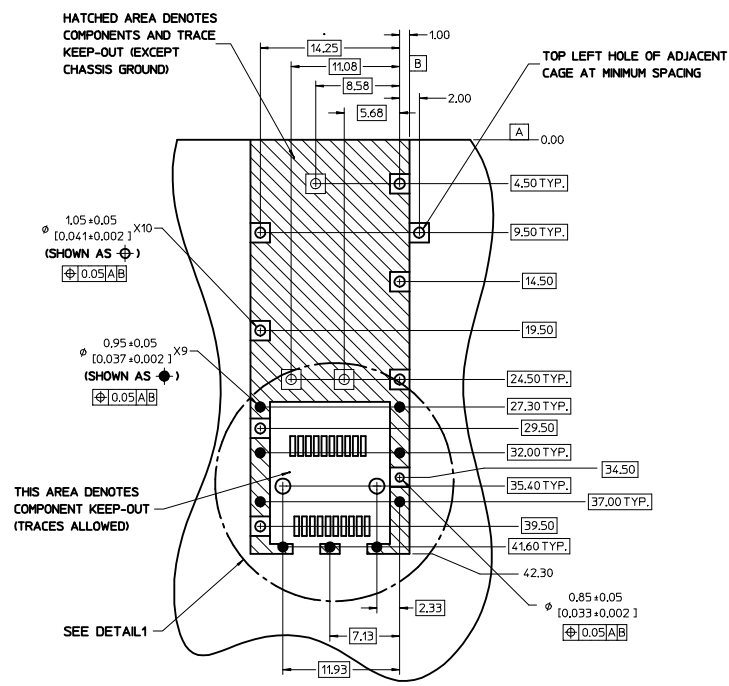 HATCHED AREA DENOTES
COMPONENTS AND TRACE
KEEP-OUT (EXCEPT
CHASSIS GROUND)
14.25
1.00
11.08
B
8.58
TOP LEFT HOLE OF ADJACENT
CAGE AT MINIMUM SPACING
2.00
5.68
A
0.00
4.50 TYP.
9.50 TYP.
⌀ 1.05±0.05
[0.041±0.002] X10
(SHOWN AS ⌖)
⌖ 0.05 A B
14.50
19.50
⌀ 0.95±0.05
[0.037±0.002] X9
(SHOWN AS ⌖)
⌖ 0.05 A B
24.50 TYP.
27.30 TYP.
29.50
32.00 TYP.
34.50
35.40 TYP.
37.00 TYP.
THIS AREA DENOTES
COMPONENT KEEP-OUT
(TRACES ALLOWED)
39.50
41.60 TYP.
42.30
⌀ 0.85±0.05
[0.033±0.002]
⌖ 0.05 A B
2.33
SEE DETAIL1
7.13
11.93